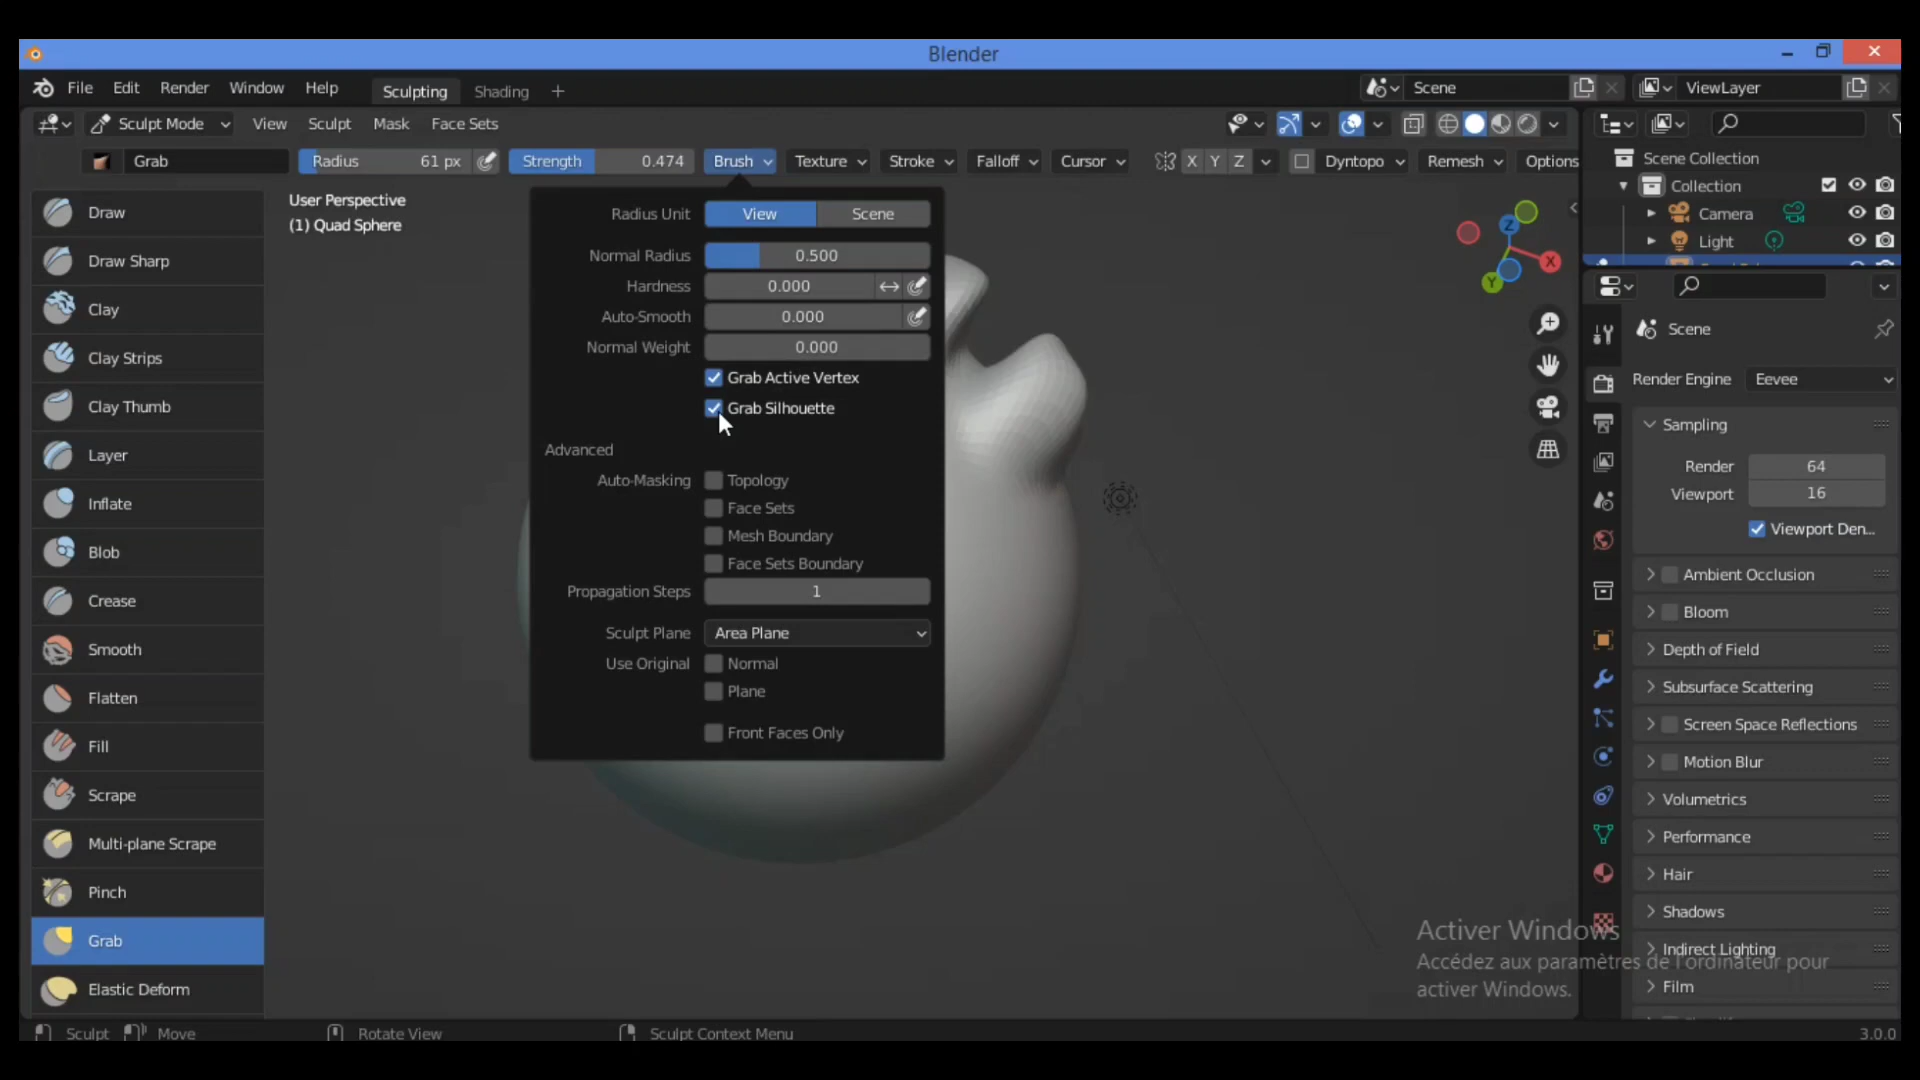 Blender
File Edit Render Window Help Sculpting Shading + Scene ViewLayer
Sculpt Mode View Sculpt Mask Face Sets
Grab Radius 61 px Strength 0.474 Brush Texture Stroke Falloff Cursor X Y Z Dyntopo Remesh Options
User Perspective
(1) Quad Sphere
Draw
Draw Sharp
Clay
Clay Strips
Clay Thumb
Layer
Inflate
Blob
Crease
Smooth
Flatten
Fill
Scrape
Multi-plane Scrape
Pinch
Grab
Elastic Deform
Radius Unit View Scene
Normal Radius 0.500
Hardness 0.000
Auto-Smooth 0.000
Normal Weight 0.000
Grab Active Vertex
Grab Silhouette
Advanced
Auto-Masking Topology
Face Sets
Mesh Boundary
Face Sets Boundary
Propagation Steps 1
Sculpt Plane Area Plane
Use Original Normal
Plane
Front Faces Only
Z
X
Y
Scene Collection
Collection
Camera
Light
Scene
Render Engine Eevee
Sampling
Render 64
Viewport 16
Viewport Den...
Ambient Occlusion
Bloom
Depth of Field
Subsurface Scattering
Screen Space Reflections
Motion Blur
Volumetrics
Performance
Hair
Shadows
Indirect Lighting
Film
Activer Windows
Accédez aux paramètres de l'ordinateur pour
activer Windows.
Sculpt Move Rotate View Sculpt Context Menu 3.0.0